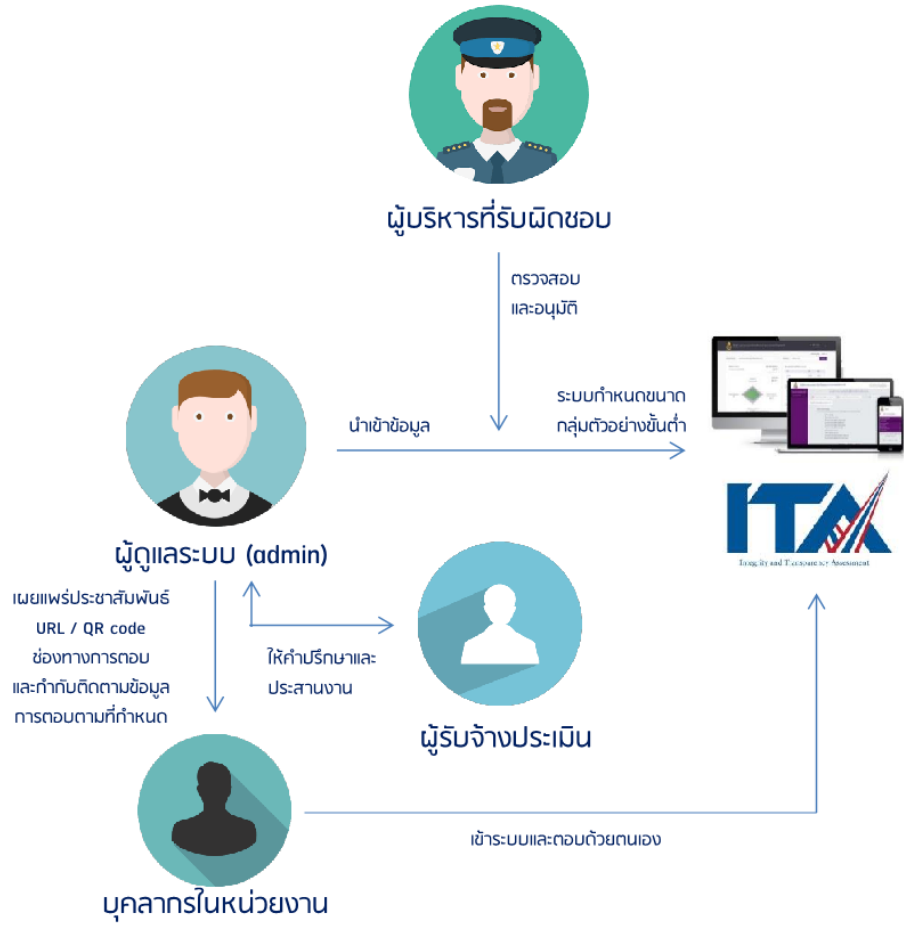 ผู้บริหารที่รับผิดชอบ
ตรวจสอบ
และอนุมัติ
นำเข้าข้อมูล
ระบบกำหนดขนาด
กลุ่มตัวอย่างขั้นต่ำ
ITA
Integrity and Transparency Assessment
ผู้ดูแลระบบ (admin)
เผยแพร่ประชาสัมพันธ์
URL / QR code
ช่องทางการตอบ
และกำกับติดตามข้อมูล
การตอบตามที่กำหนด
ให้คำปรึกษาและ
ประสานงาน
ผู้รับจ้างประเมิน
เข้าระบบและตอบด้วยตนเอง
บุคลากรในหน่วยงาน